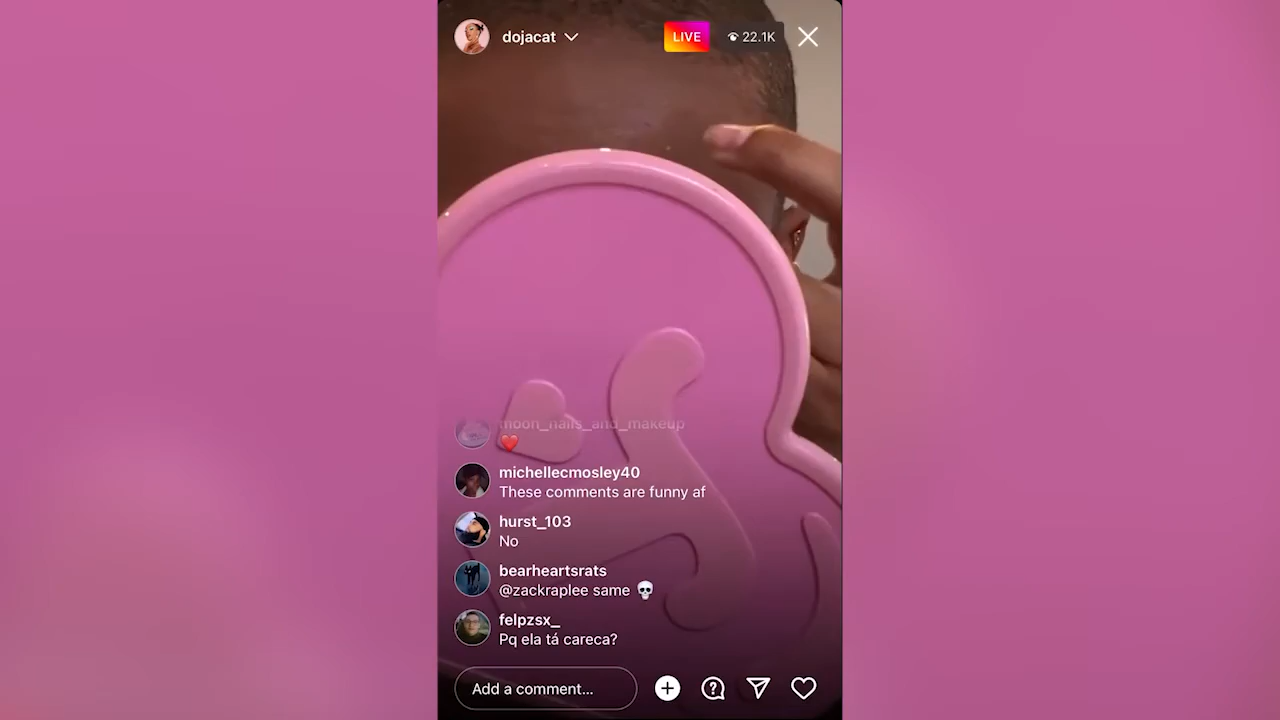 dojacat
LIVE
22.1K
moon_nails_and_makeup
❤️
michellecmosley40
These comments are funny af
hurst_103
No
bearheartsrats
@zackraplee same 💀
felpzsx_
Pq ela tá careca?
Add a comment...